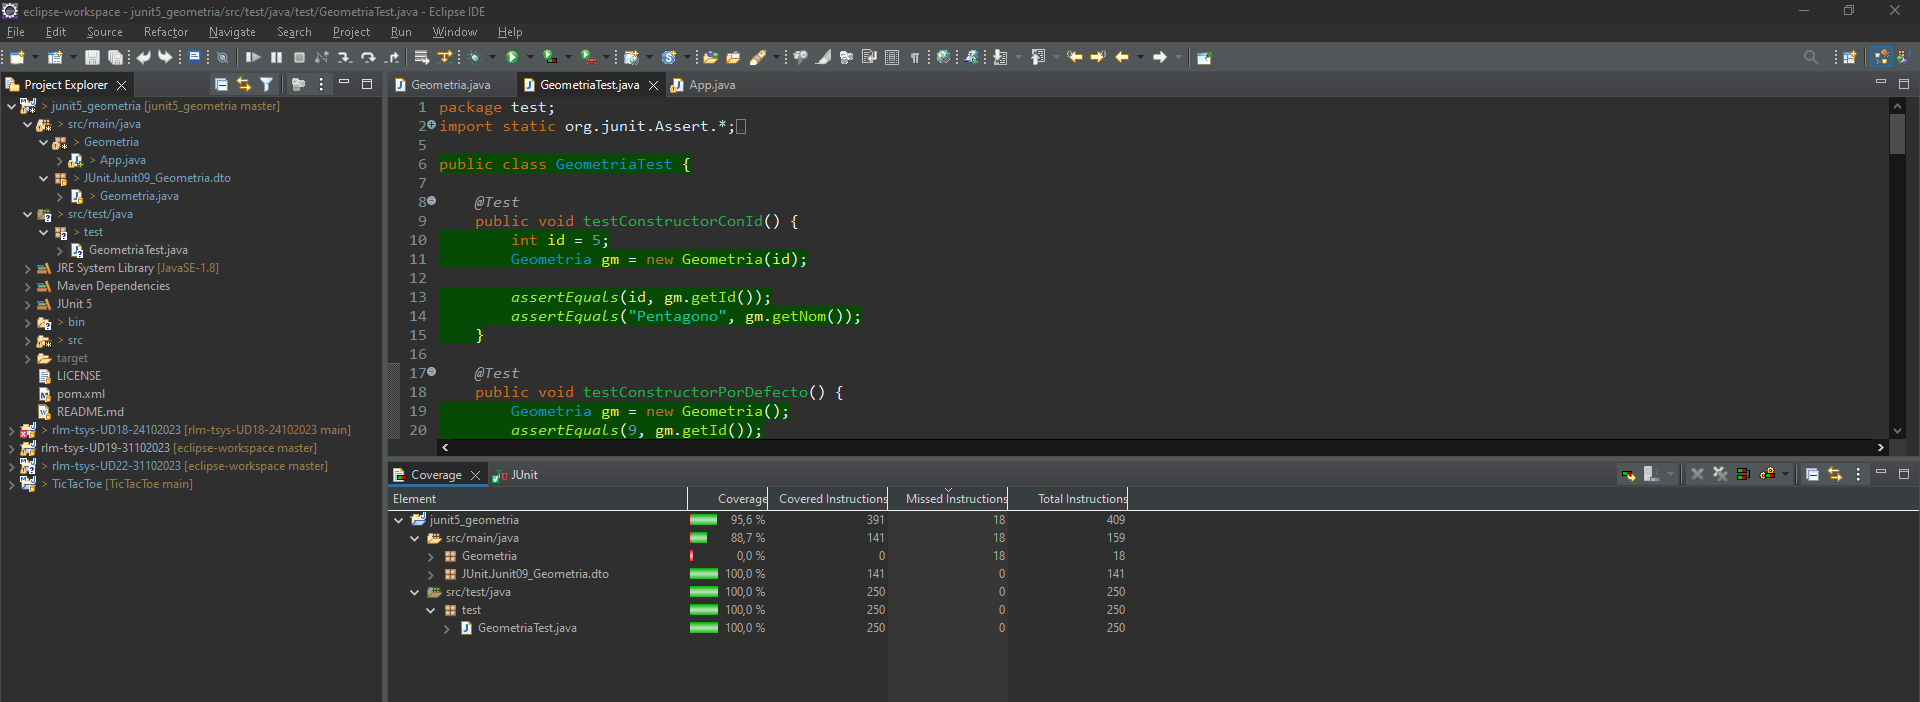 eclipse-workspace - junit5_geometria/src/test/java/test/GeometriaTest.java - Eclipse IDE
File Edit Source Refactor Navigate Search Project Run Window Help
Project Explorer
> junit5_geometria [junit5_geometria master]
> src/main/java
> Geometria
> App.java
> JUnit.Junit09_Geometria.dto
> Geometria.java
> src/test/java
> test
GeometriaTest.java
JRE System Library [JavaSE-1.8]
Maven Dependencies
JUnit 5
> bin
> src
target
LICENSE
pom.xml
README.md
> rlm-tsys-UD18-24102023 [rlm-tsys-UD18-24102023 main]
rlm-tsys-UD19-31102023 [eclipse-workspace master]
> rlm-tsys-UD22-31102023 [eclipse-workspace master]
> TicTacToe [TicTacToe main]
Geometria.java GeometriaTest.java App.java
1 package test;
2 import static org.junit.Assert.*;
5
6 public class GeometriaTest {
7
8 @Test
9 public void testConstructorConId() {
10 int id = 5;
11 Geometria gm = new Geometria(id);
12
13 assertEquals(id, gm.getId());
14 assertEquals("Pentagono", gm.getNom());
15 }
16
17 @Test
18 public void testConstructorPorDefecto() {
19 Geometria gm = new Geometria();
20 assertEquals(9, gm.getId());
Coverage JUnit
Element Coverage Covered Instructions Missed Instructions Total Instructions
junit5_geometria 95,6 % 391 18 409
src/main/java 88,7 % 141 18 159
Geometria 0,0 % 0 18 18
JUnit.Junit09_Geometria.dto 100,0 % 141 0 141
src/test/java 100,0 % 250 0 250
test 100,0 % 250 0 250
GeometriaTest.java 100,0 % 250 0 250